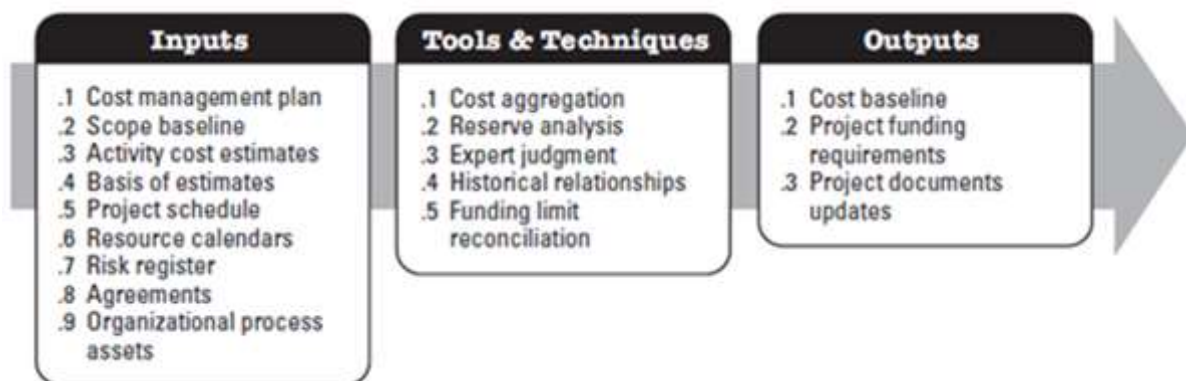 Inputs
.1 Cost management plan
.2 Scope baseline
.3 Activity cost estimates
.4 Basis of estimates
.5 Project schedule
.6 Resource calendars
.7 Risk register
.8 Agreements
.9 Organizational process
assets
Tools & Techniques
.1 Cost aggregation
.2 Reserve analysis
.3 Expert judgment
.4 Historical relationships
.5 Funding limit
reconciliation
Outputs
.1 Cost baseline
.2 Project funding
requirements
.3 Project documents
updates